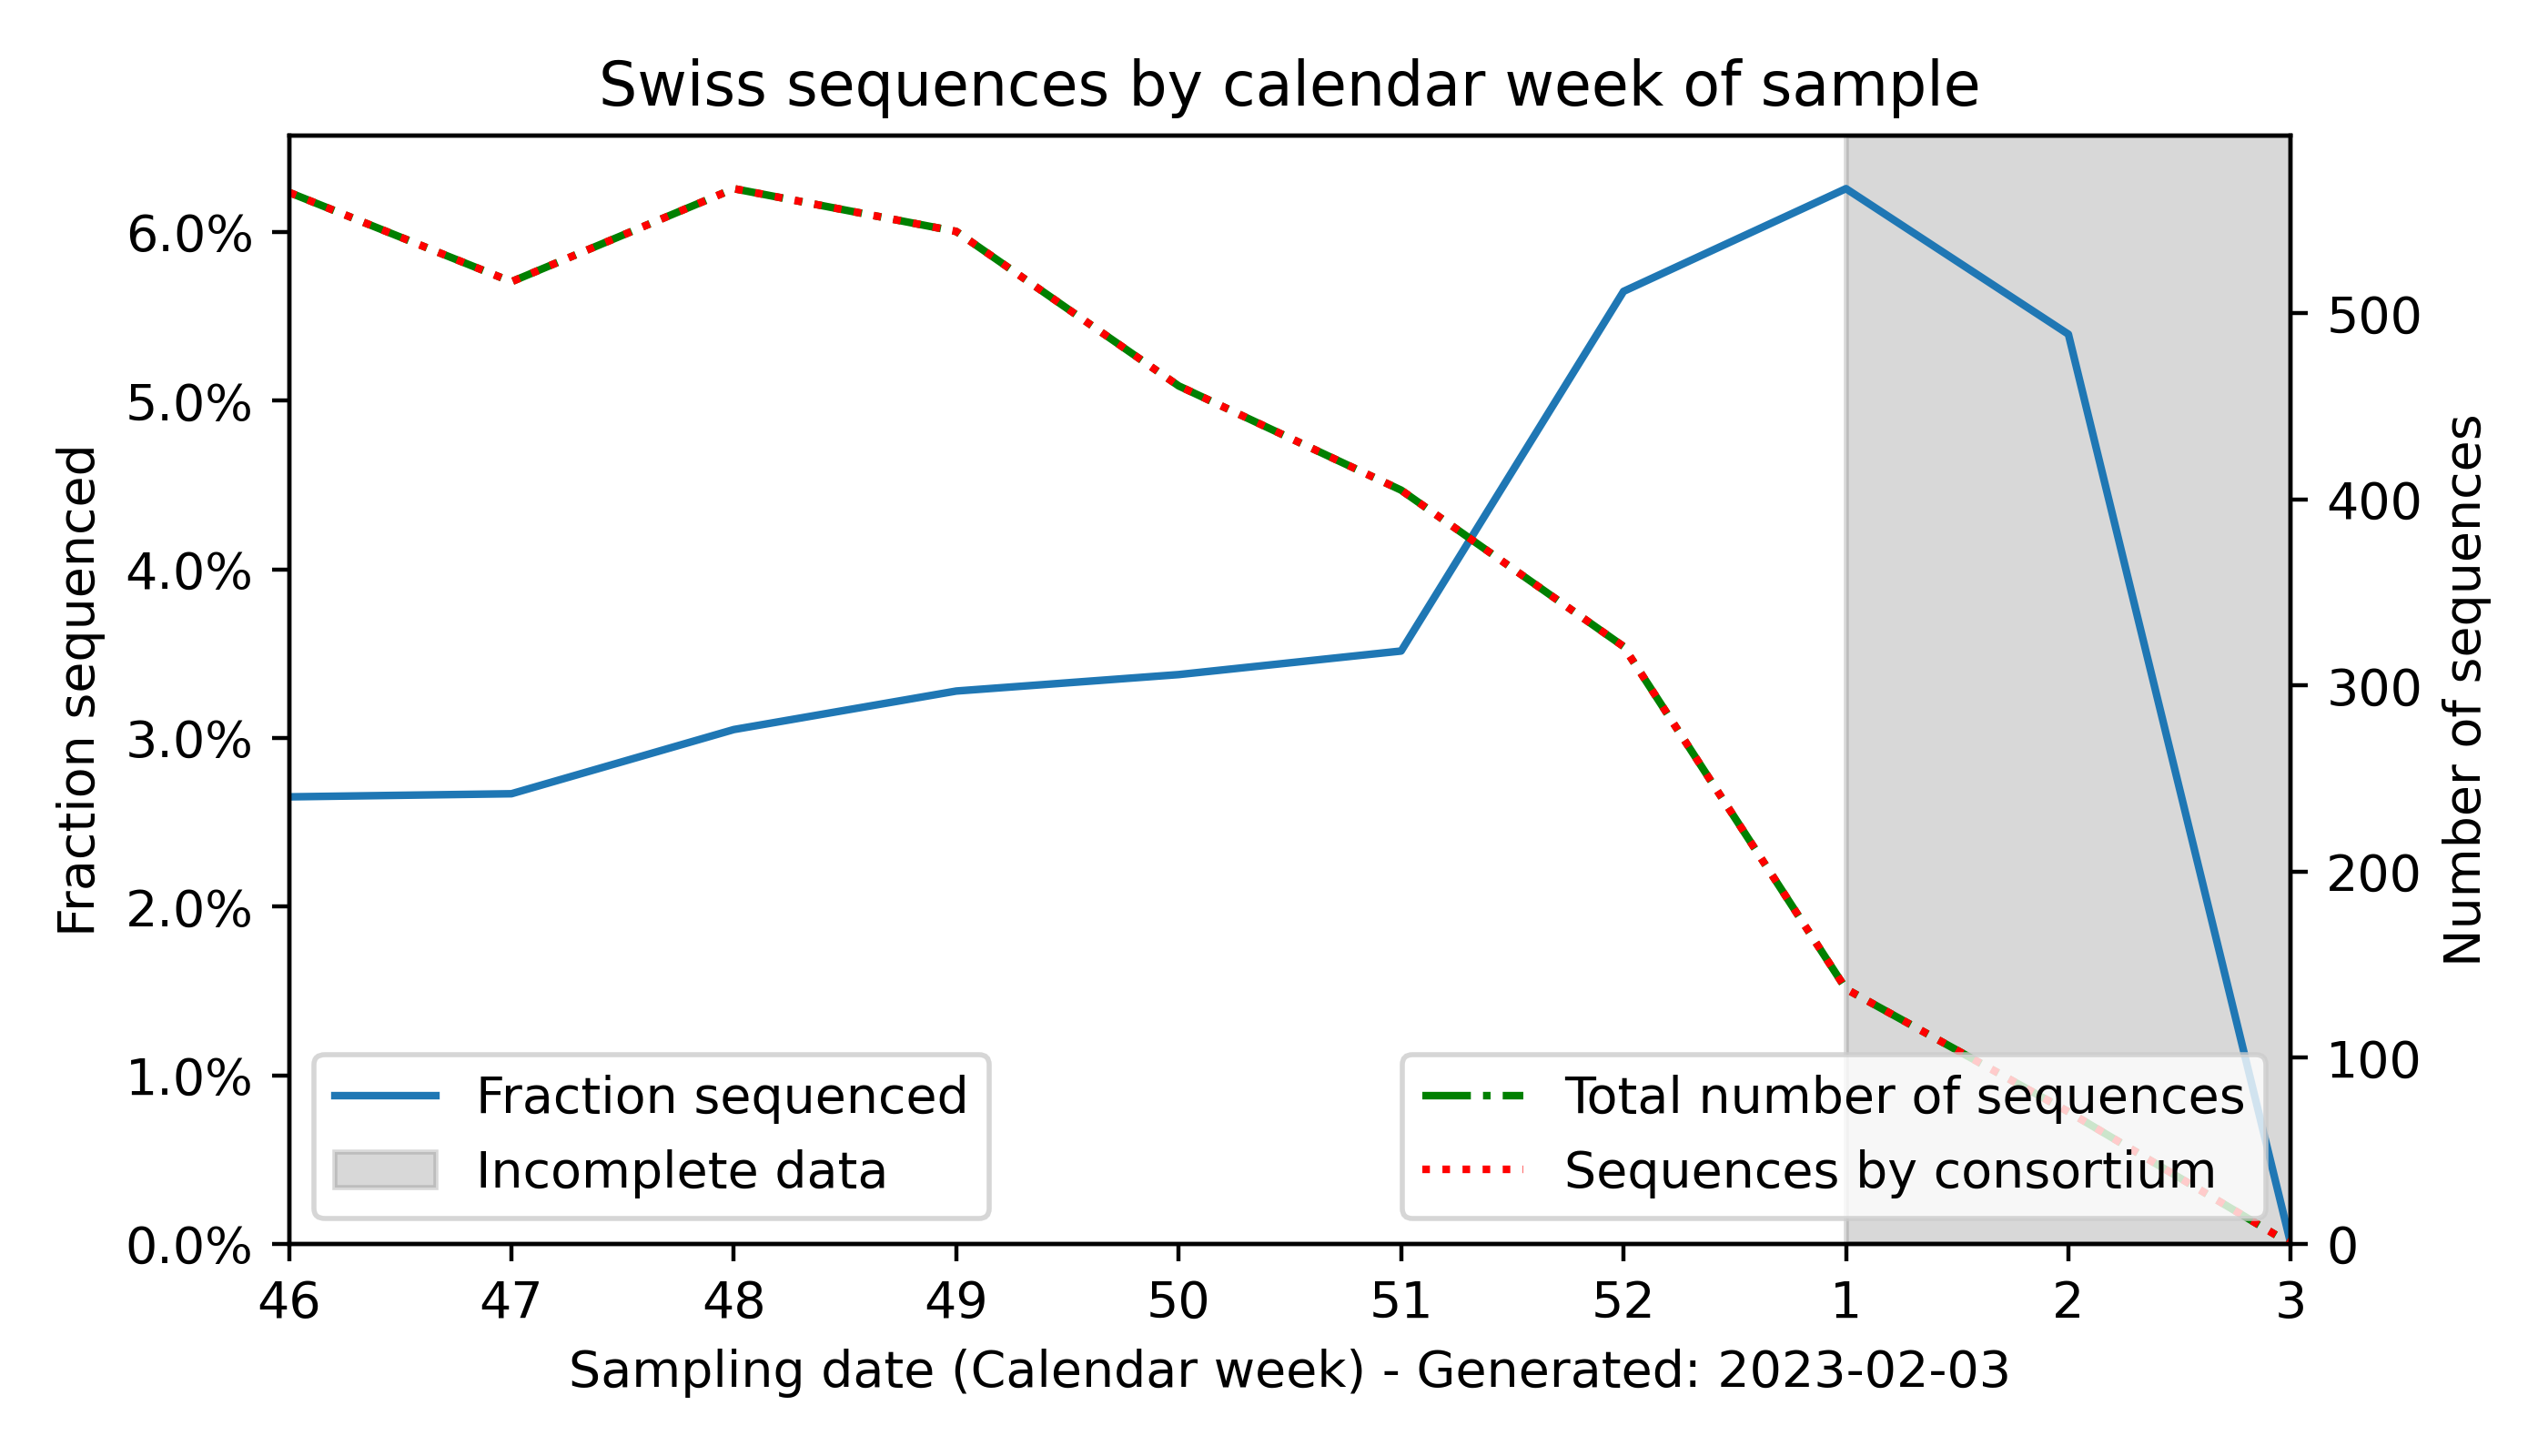 Swiss sequences by calendar week of sample
6.0%
5.0%
4.0%
3.0%
2.0%
1.0%
0.0%
Fraction sequenced
500
400
300
200
100
0
Number of sequences
Fraction sequenced
Incomplete data
Total number of sequences
Sequences by consortium
46 47 48 49 50 51 52 1 2 3
Sampling date (Calendar week) - Generated: 2023-02-03